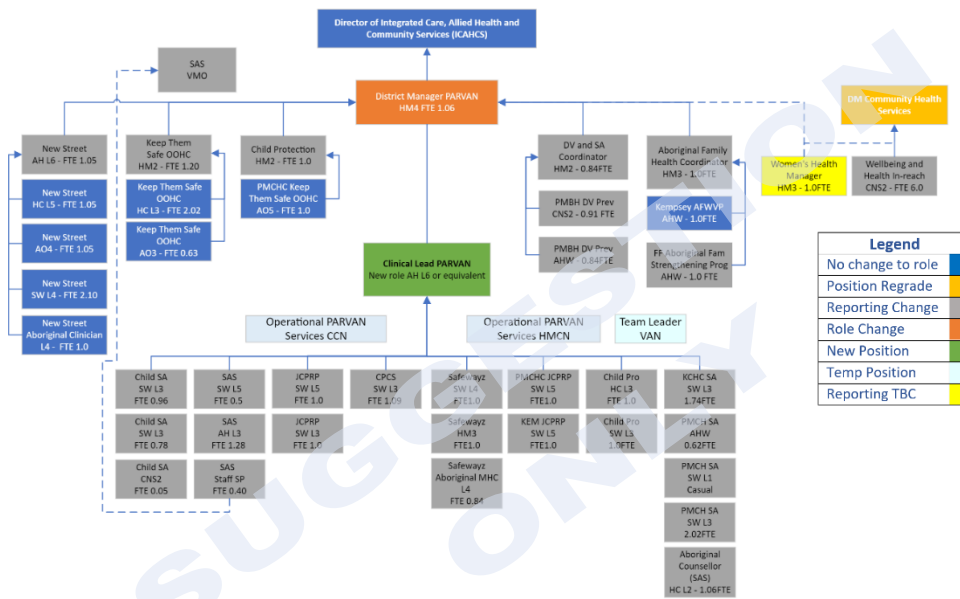 Director of Integrated Care, Allied Health and
Community Services (ICAHCS)
SAS
VMO
District Manager PARVAN
HM4 FTE 1.06
DM Community Health
Services
New Street
AH L6 - FTE 1.05
Keep Them
Safe OOHC
HM2 - FTE 1.20
Child Protection
HM2 - FTE 1.0
DV and SA
Coordinator
HM2 - 0.84FTE
Aboriginal Family
Health Coordinator
HM3 - 1.0FTE
Women's Health
Manager
HM3 - 1.0FTE
Wellbeing and
Health In-reach
CNS2 - FTE 6.0
New Street
HC L5 - FTE 1.05
Keep Them Safe
OOHC
HC L3 - FTE 2.02
PMCHC Keep
Them Safe OOHC
AO5 - FTE 1.0
PMBH DV Prev
CNS2 - 0.91 FTE
Kempsey AFWVP
AHW - 1.0FTE
New Street
AO4 - FTE 1.05
Keep Them Safe
OOHC
AO3 - FTE 0.63
PMBH DV Prev
AHW - 0.84FTE
FF Aboriginal Fam
Strengthening Prog
AHW - 1.0 FTE
New Street
SW L4 - FTE 2.10
New Street
Aboriginal Clinician
L4 - FTE 1.0
Clinical Lead PARVAN
New role AH L6 or equivalent
Legend
No change to role
Position Regrade
Reporting Change
Role Change
New Position
Temp Position
Reporting TBC
Operational PARVAN
Services CCN
Operational PARVAN
Services HMCN
Team Leader
VAN
Child SA
SW L3
FTE 0.96
SAS
SW L5
FTE 0.5
JCPRP
SW L5
FTE 1.0
CPCS
SW L3
FTE 1.09
Safewayz
SW L4
FTE1.0
PMCHC JCPRP
SW L5
FTE1.0
Child Pro
HC L3
FTE 1.0
KCHC SA
SW L3
1.74FTE
Child SA
SW L3
FTE 0.78
SAS
AH L3
FTE 1.28
JCPRP
SW L3
FTE 1.0
Safewayz
HM3
FTE1.0
KEM JCPRP
SW L5
FTE1.0
Child Pro
SW L3
1.0FTE
PMCH SA
AHW
0.62FTE
Child SA
CNS2
FTE 0.05
SAS
Staff SP
FTE 0.40
Safewayz
Aboriginal MHC
L4
FTE 0.84
PMCH SA
SW L1
Casual
PMCH SA
SW L3
2.02FTE
Aboriginal
Counsellor
(SAS)
HC L2 - 1.06FTE
SUGGESTION
ONLY